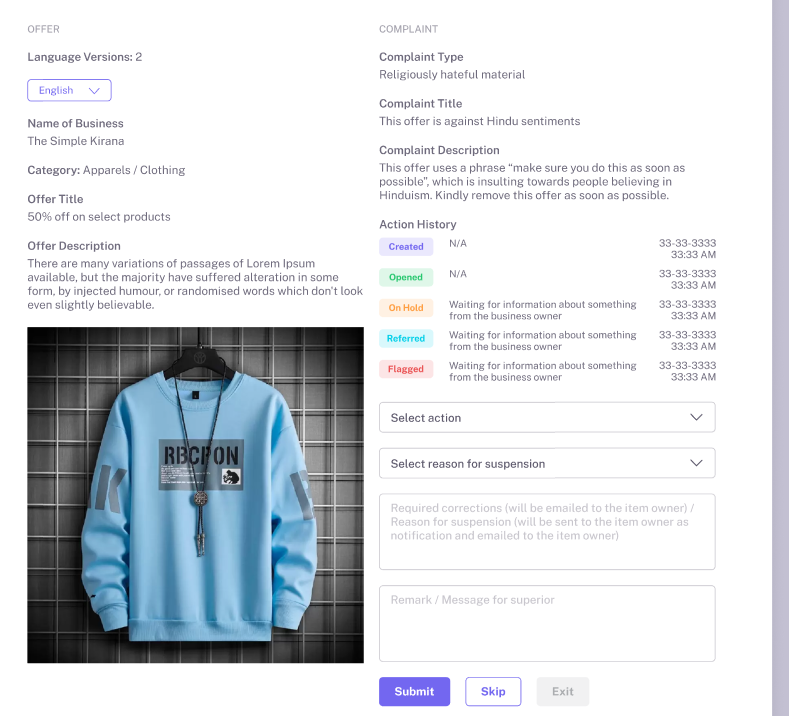 OFFER
Language Versions: 2
English
Name of Business
The Simple Kirana
Category: Apparels / Clothing
Offer Title
50% off on select products
Offer Description
There are many variations of passages of Lorem Ipsum
available, but the majority have suffered alteration in some
form, by injected humour, or randomised words which don't look
even slightly believable.
K
COMPLAINT
Complaint Type
Religiously hateful material
Complaint Title
This offer is against Hindu sentiments
Complaint Description
This offer uses a phrase “make sure you do this as soon as
possible”, which is insulting towards people believing in
Hinduism. Kindly remove this offer as soon as possible.
Action History
Created N/A 33-33-3333
33:33 AM
Opened N/A 33-33-3333
33:33 AM
On Hold Waiting for information about something 33-33-3333
from the business owner 33:33 AM
Referred Waiting for information about something 33-33-3333
from the business owner 33:33 AM
Flagged Waiting for information about something 33-33-3333
from the business owner 33:33 AM
Select action
Select reason for suspension
Required corrections (will be emailed to the item owner) /
Reason for suspension (will be sent to the item owner as
notification and emailed to the item owner)
Remark / Message for superior
Submit Skip Exit